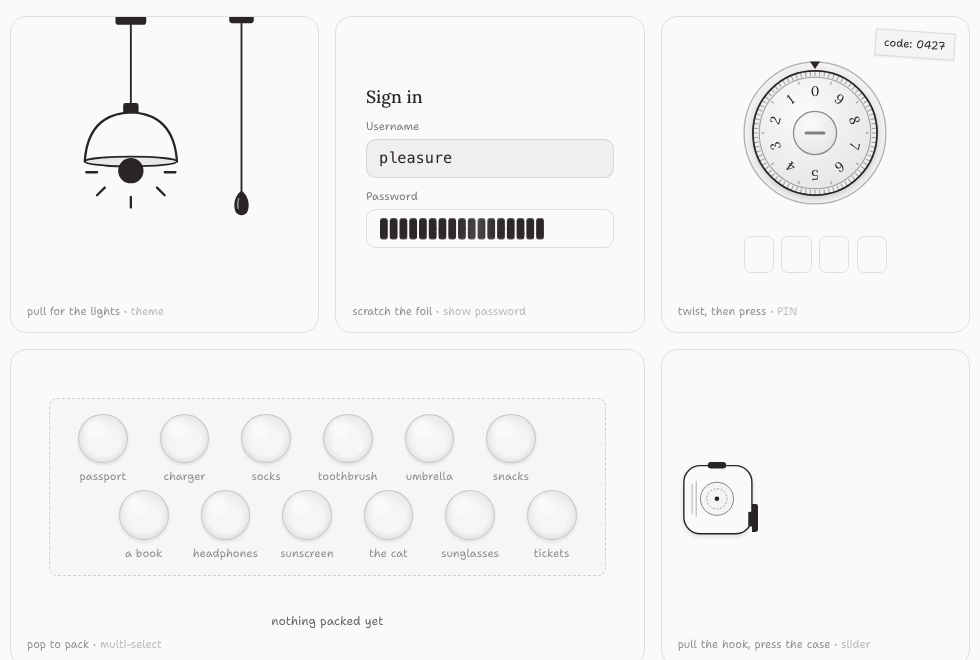 pull for the lights · theme
Sign in
Username
pleasure
Password
scratch the foil · show password
code: 0427
0
9
8
7
6
5
4
3
2
1
twist, then press · PIN
passport charger socks toothbrush umbrella snacks
a book headphones sunscreen the cat sunglasses tickets
nothing packed yet
pop to pack · multi-select
pull the hook, press the case · slider